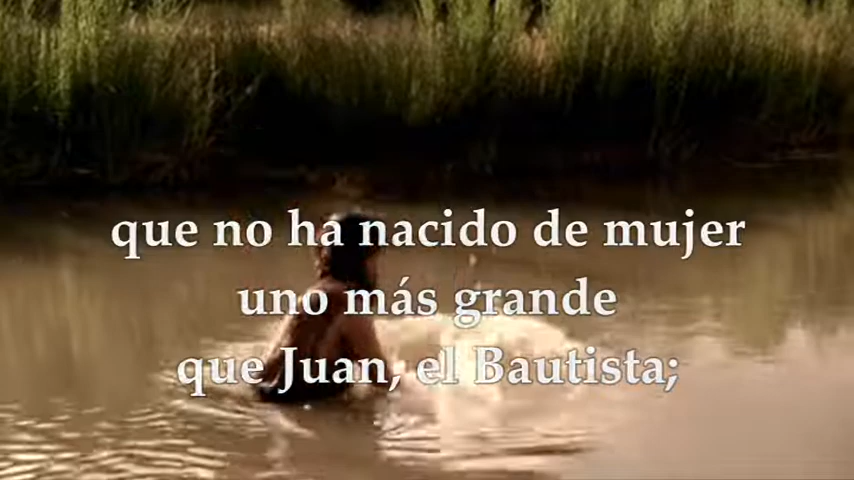 que no ha nacido de mujer
uno más grande
que Juan, el Bautista;